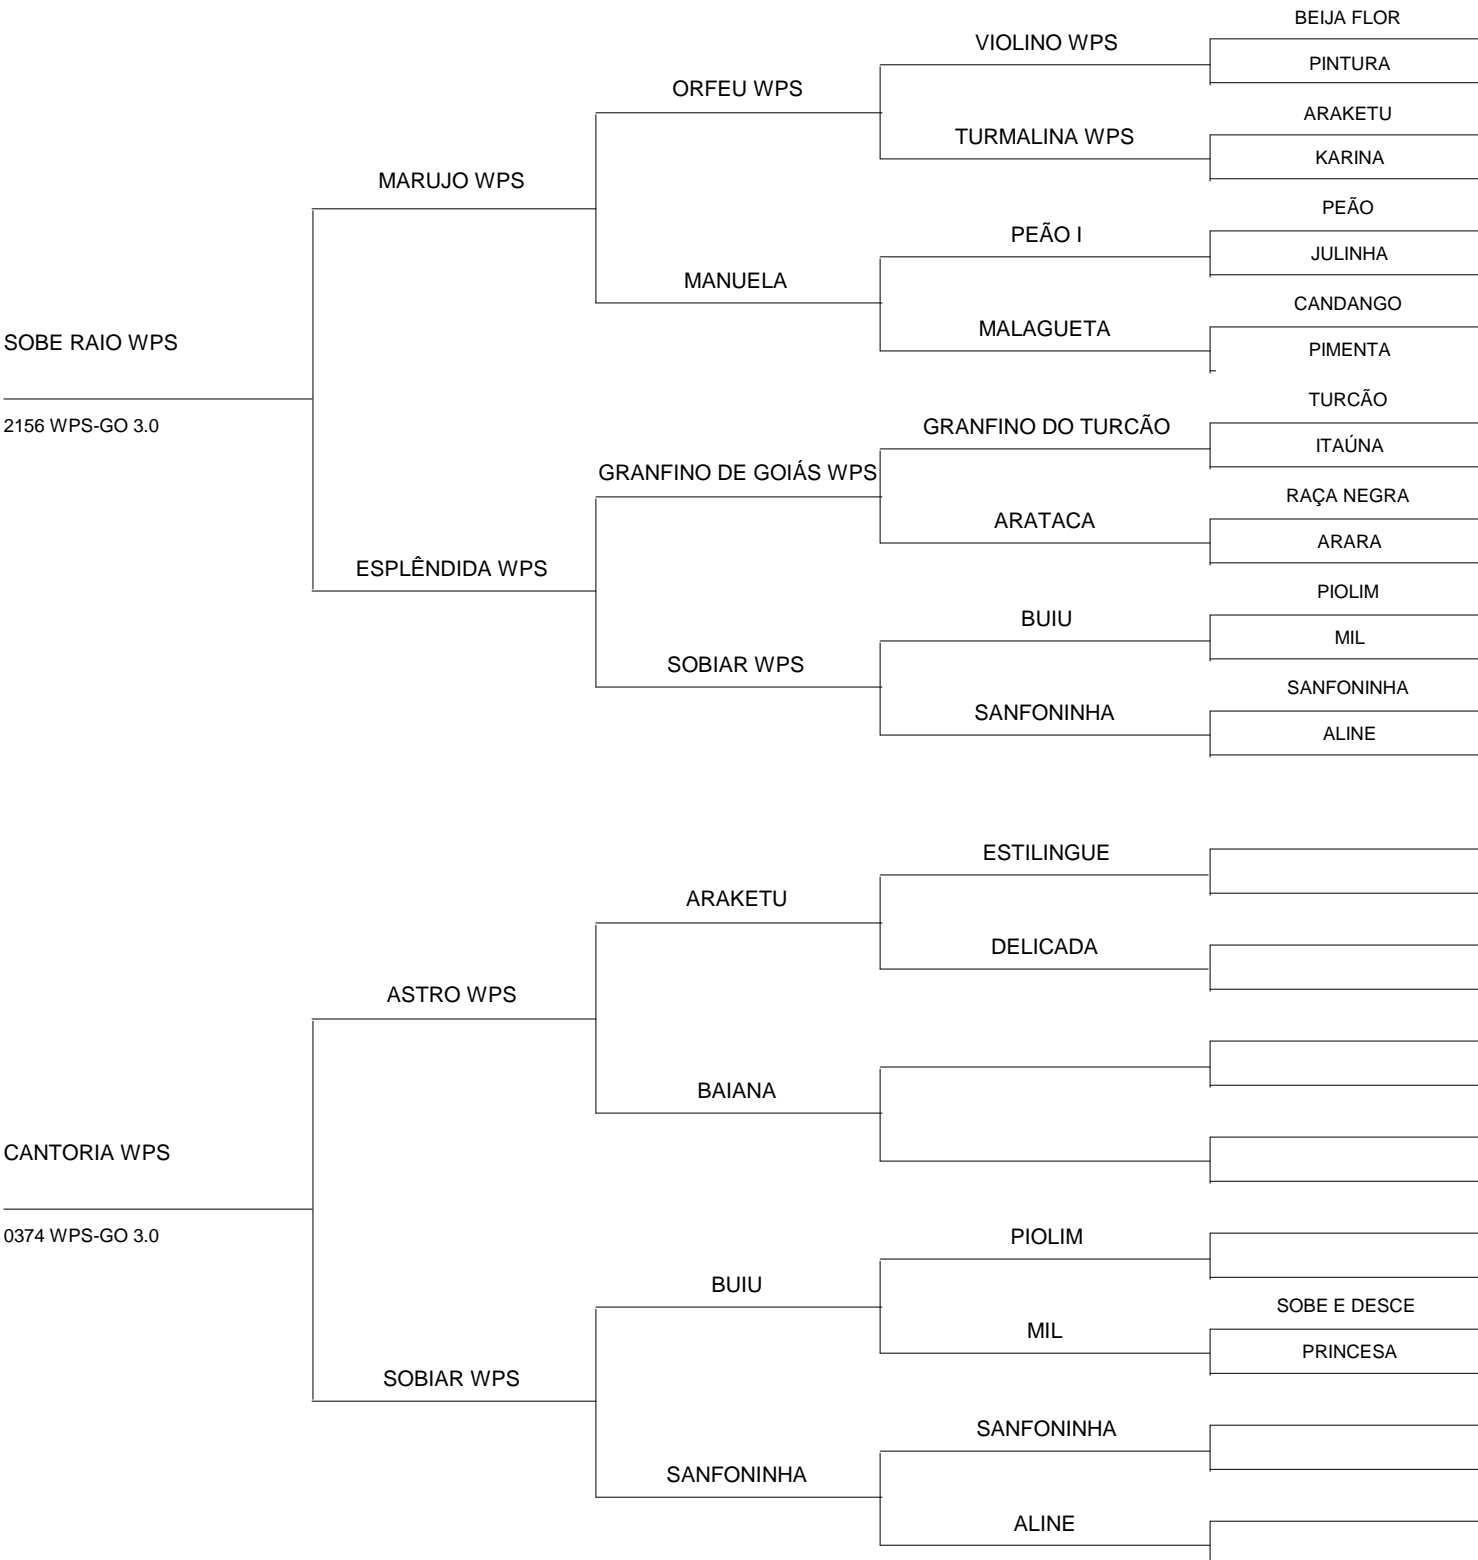 BEIJA FLOR
VIOLINO WPS
PINTURA
ORFEU WPS
ARAKETU
TURMALINA WPS
KARINA
MARUJO WPS
PEÃO
PEÃO I
JULINHA
MANUELA
CANDANGO
MALAGUETA
SOBE RAIO WPS
PIMENTA
TURCÃO
2156 WPS-GO 3.0
GRANFINO DO TURCÃO
ITAÚNA
GRANFINO DE GOIÁS WPS
RAÇA NEGRA
ARATACA
ARARA
ESPLÊNDIDA WPS
PIOLIM
BUIU
MIL
SOBIAR WPS
SANFONINHA
SANFONINHA
ALINE
ESTILINGUE
ARAKETU
DELICADA
ASTRO WPS
BAIANA
CANTORIA WPS
0374 WPS-GO 3.0
PIOLIM
BUIU
SOBE E DESCE
MIL
PRINCESA
SOBIAR WPS
SANFONINHA
SANFONINHA
ALINE